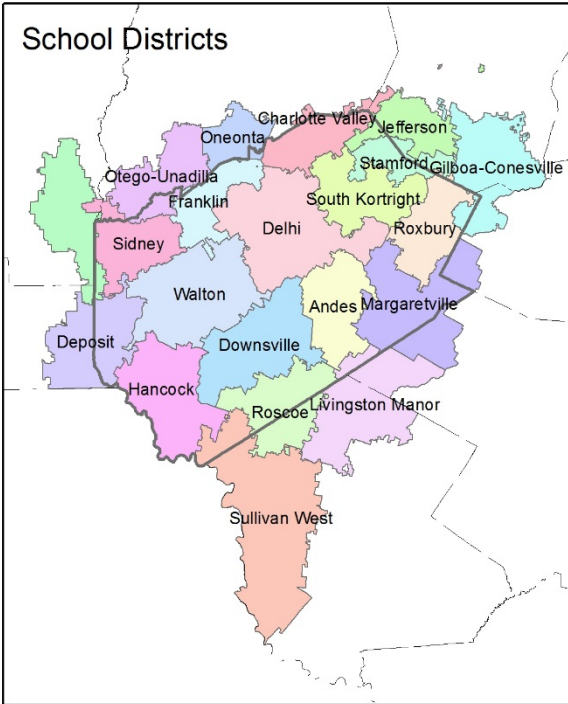 School Districts
Charlotte Valley
Jefferson
Oneonta
Stamford
Gilboa-Conesville
Otego-Unadilla
Franklin
South Kortright
Delhi
Roxbury
Sidney
Walton
Andes
Margaretville
Deposit
Downsville
Hancock
Roscoe
Livingston Manor
Sullivan West